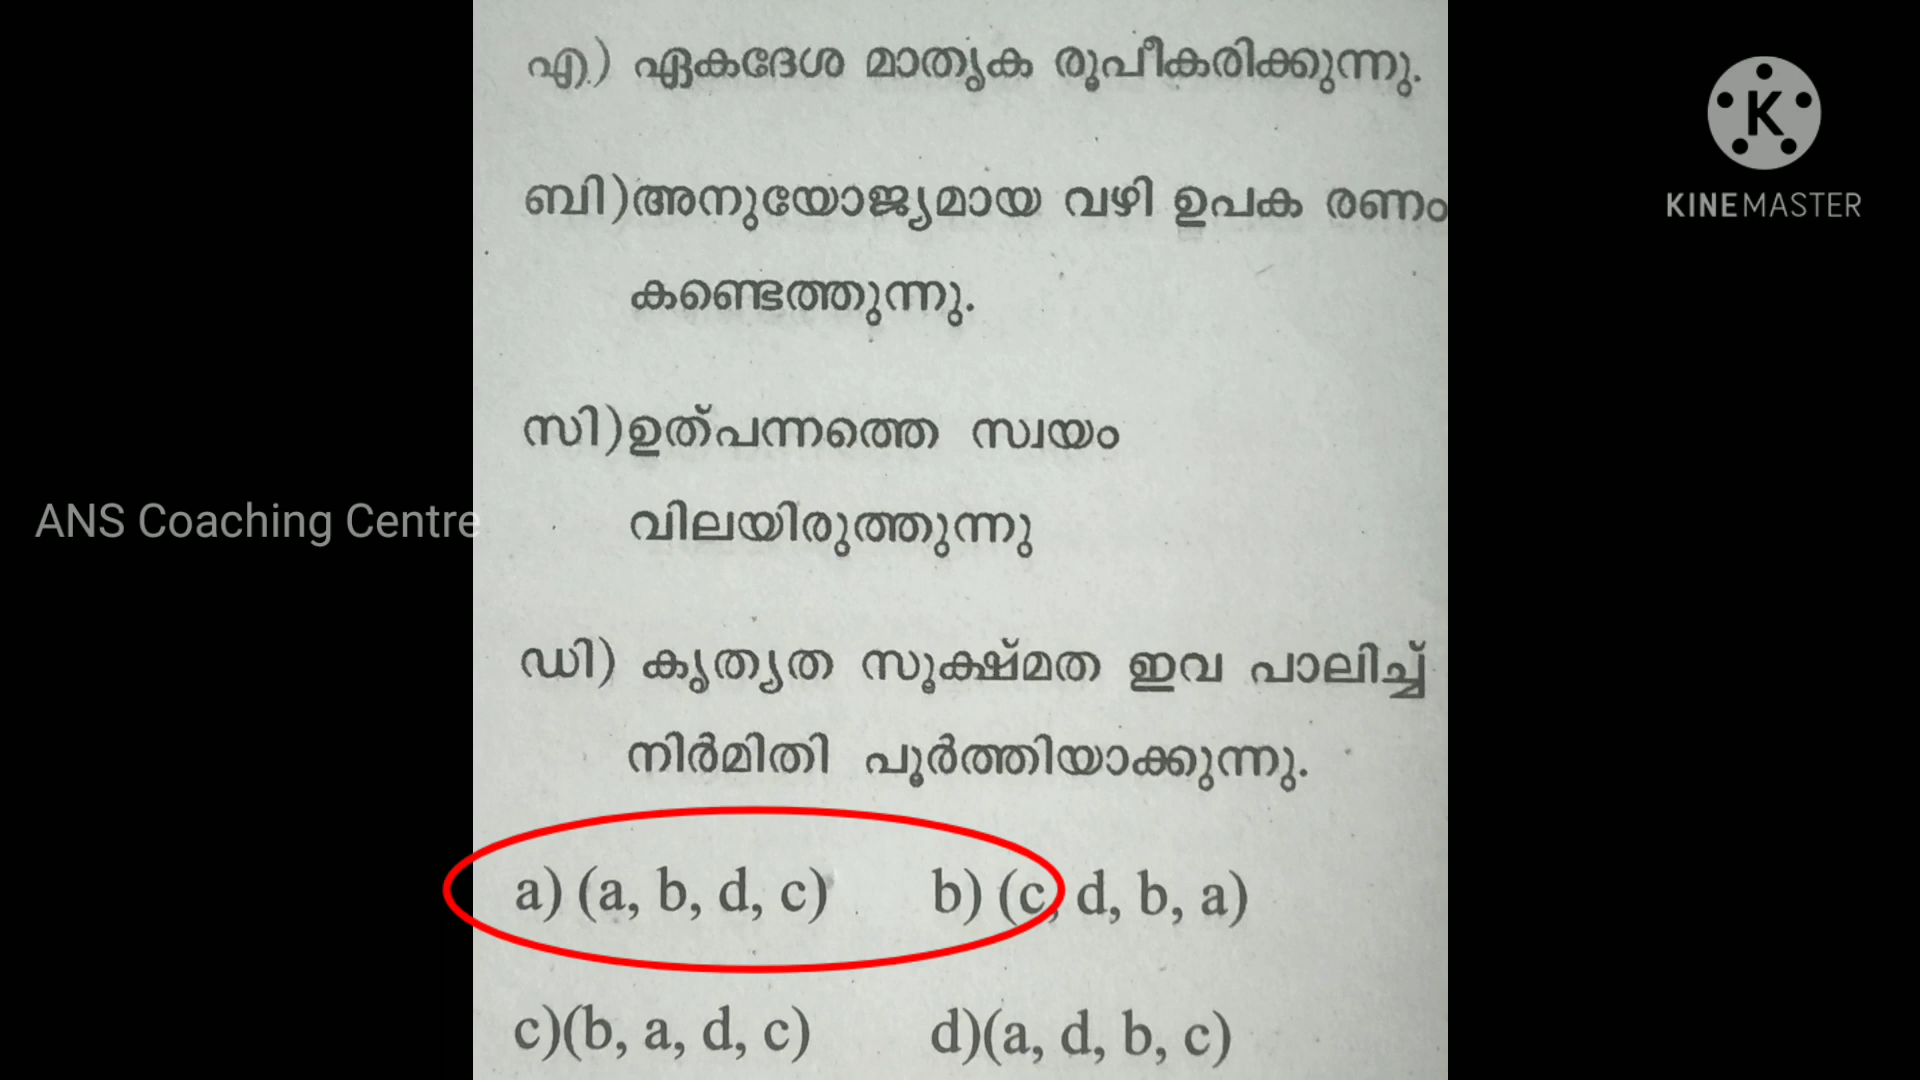 എ.) ഏകദേശ മാതൃക രൂപീകരിക്കുന്നു.
ബി)അനുയോജ്യമായ വഴി ഉപക രണം
കണ്ടെത്തുന്നു.
സി)ഉത്പന്നത്തെ സ്വയം
വിലയിരുത്തുന്നു
ഡി) കൃത്യത സൂക്ഷ്മത ഇവ പാലിച്ച്
നിർമിതി പൂർത്തിയാക്കുന്നു.
a) (a, b, d, c) b) (c, d, b, a)
c)(b, a, d, c) d)(a, d, b, c)
ANS Coaching Centre
K
KINEMASTER